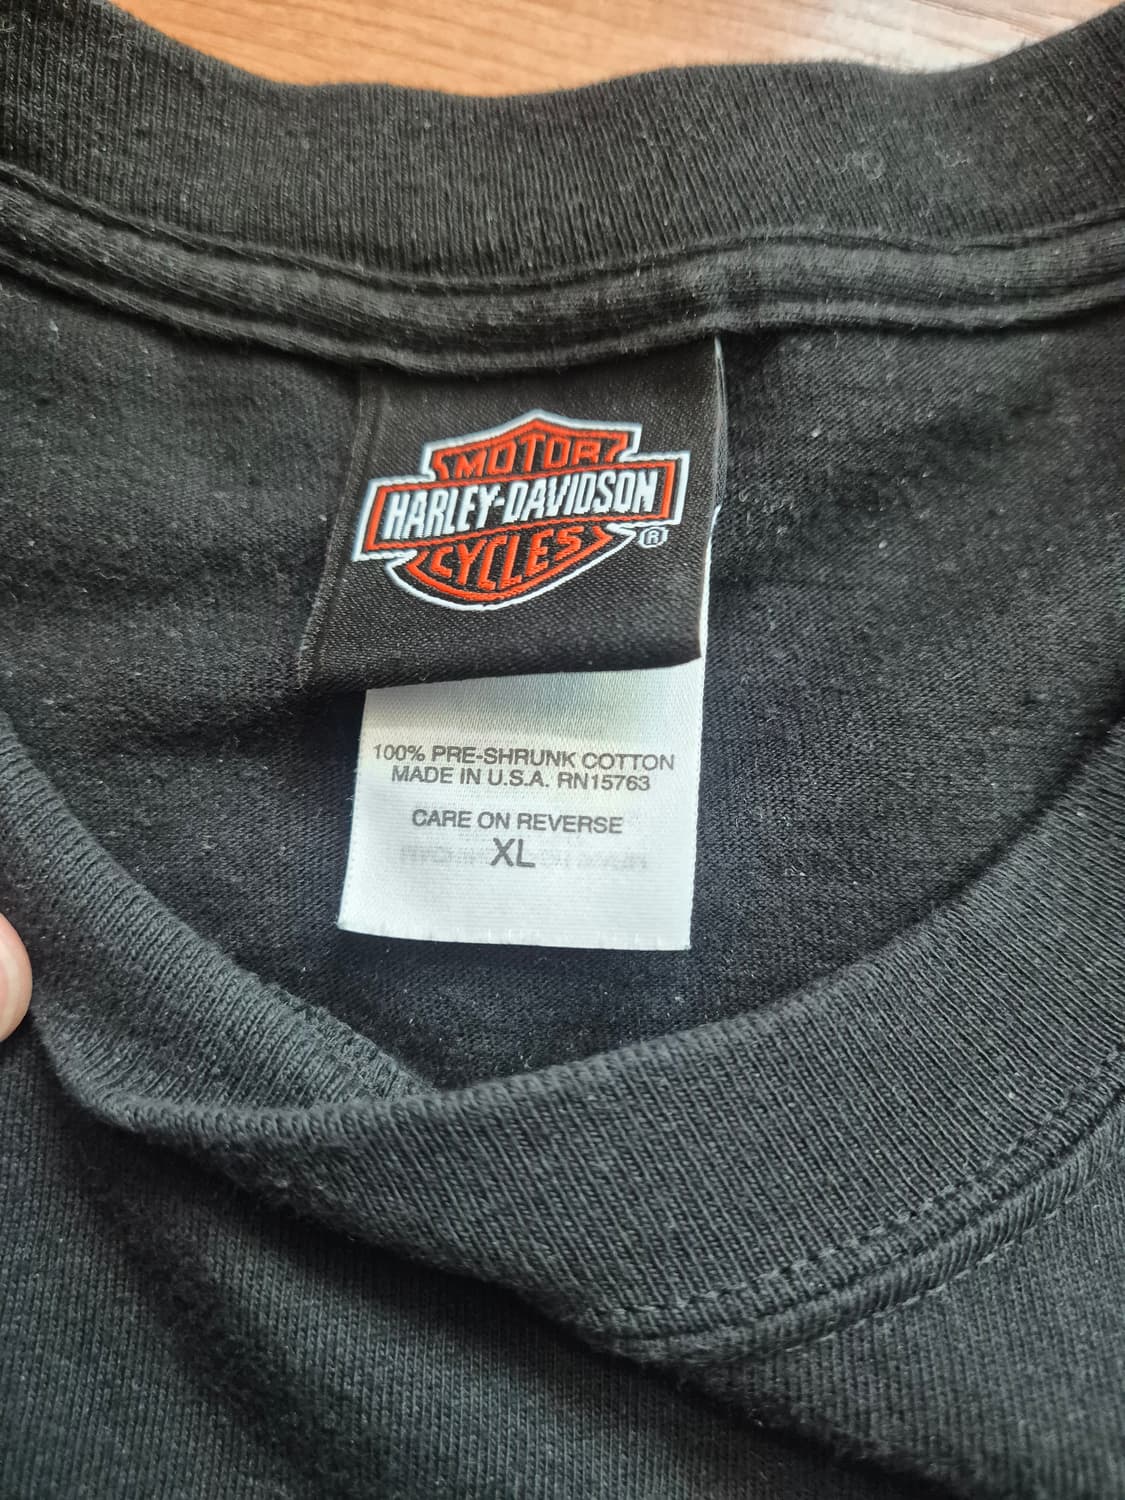 MOTOR
HARLEY-DAVIDSON
CYCLES
®
100% PRE-SHRUNK COTTON
MADE IN U.S.A. RN15763
CARE ON REVERSE
XL